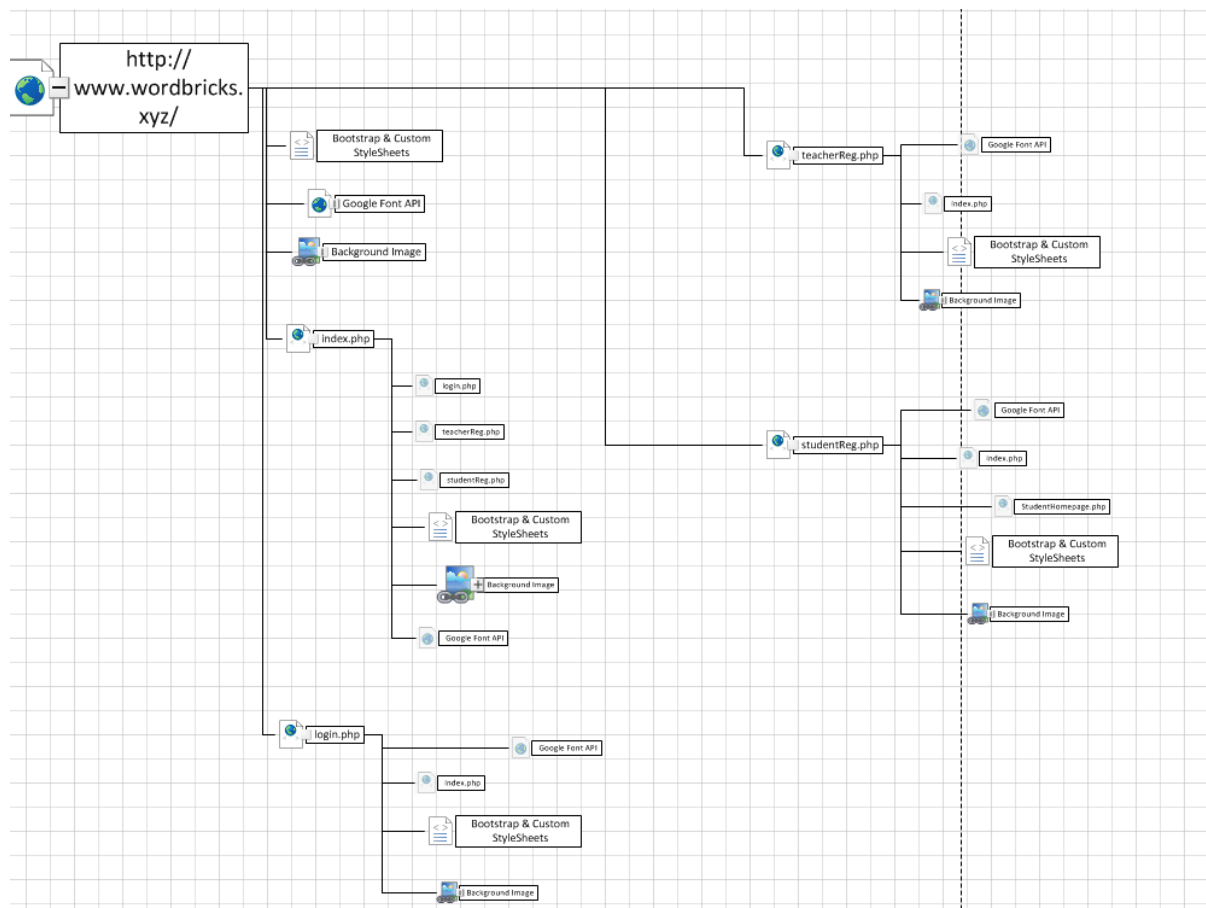 http://
www.wordbricks.
xyz/
Bootstrap & Custom
StyleSheets
Google Font API
Background Image
index.php
login.php
teacherReg.php
studentReg.php
Bootstrap & Custom
StyleSheets
Background Image
Google Font API
login.php
Google Font API
index.php
Bootstrap & Custom
StyleSheets
Background Image
teacherReg.php
Google Font API
index.php
Bootstrap & Custom
StyleSheets
Background Image
studentReg.php
Google Font API
index.php
StudentHomepage.php
Bootstrap & Custom
StyleSheets
Background Image